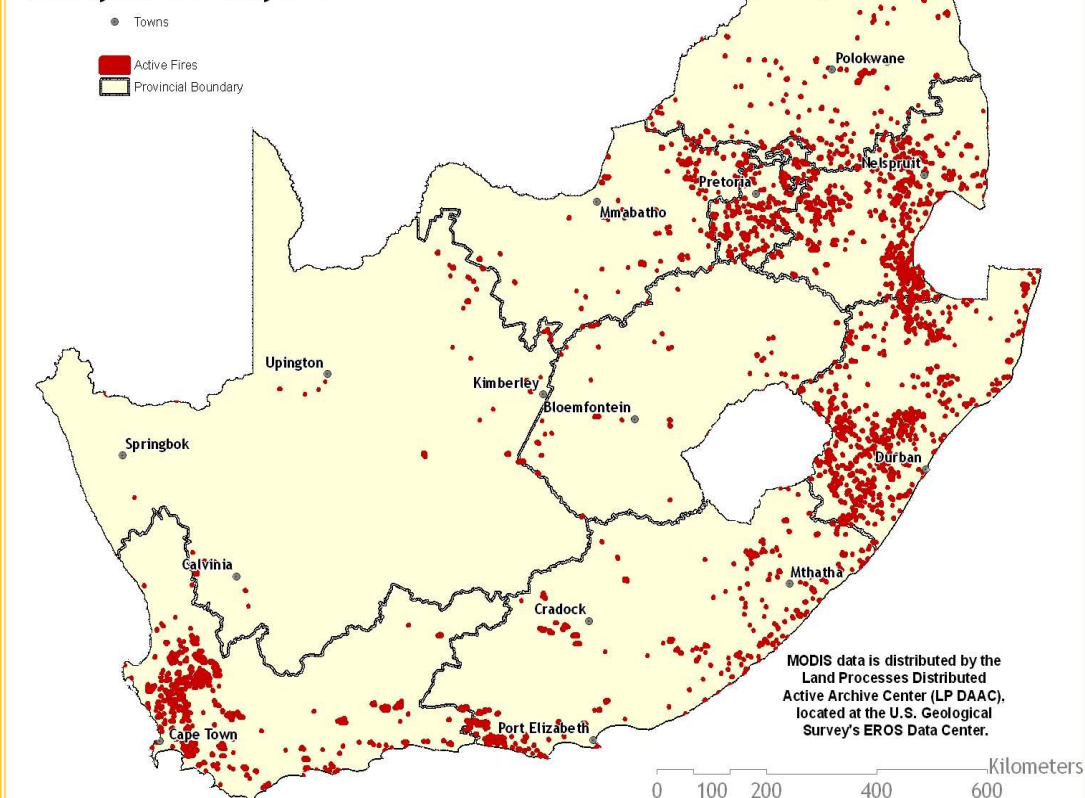 Towns
Active Fires
Provincial Boundary
Polokwane
Nelspruit
Pretoria
Mmabatho
Upington
Kimberley
Bloemfontein
Springbok
Durban
Calvinia
Mthatha
Cradock
MODIS data is distributed by the
Land Processes Distributed
Active Archive Center (LP DAAC),
located at the U.S. Geological
Survey's EROS Data Center.
Port Elizabeth
Cape Town
Kilometers
0 100 200 400 600